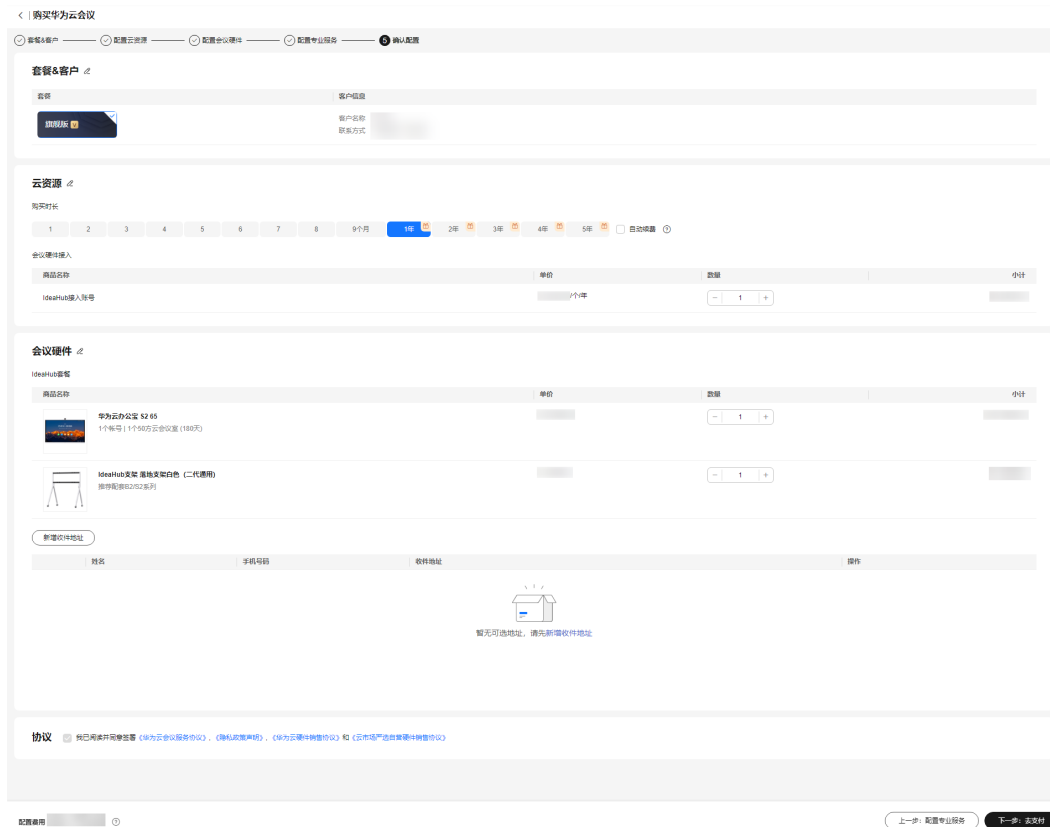 购买华为云会议
套餐&客户 配置云资源 配置会议硬件 配置专业服务 5 确认配置
套餐&客户
套餐 客户信息
旗舰版
客户名称
联系方式
云资源
购买时长
1 2 3 4 5 6 7 8 9个月 1年 2年 3年 4年 5年 自动续费
会议硬件接入
商品名称 单价 数量 小计
IdeaHub接入账号 /个/年 - 1 +
会议硬件
IdeaHub套餐
商品名称 单价 数量 小计
华为云办公宝 S2 65 - 1 +
1个帐号 | 1个50方云会议室 (180天)
IdeaHub支架 落地支架白色（二代通用） - 1 +
推荐配套B2/S2系列
新增收件地址
姓名 手机号码 收件地址 操作
暂无可选地址，请先新增收件地址
协议 我已阅读并同意签署《华为云会议服务协议》、《隐私政策声明》，《华为云硬件销售协议》和《云市场严选自营硬件销售协议》
配置费用 上一步：配置专业服务 下一步：去支付